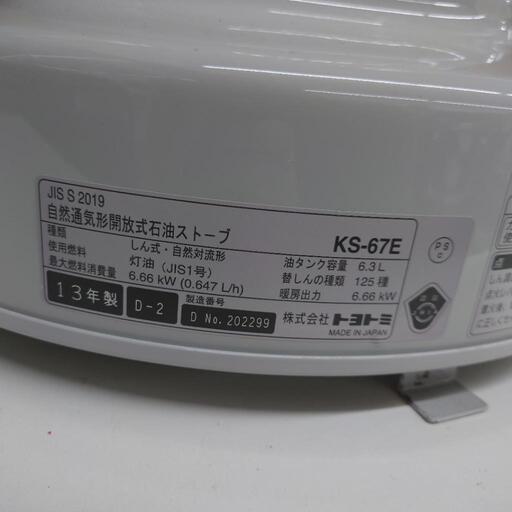 JIS S 2019
自然通気形開放式石油ストーブ KS-67E
種類 しん式・自然対流形
使用燃料 灯油（JIS1号）
最大燃料消費量 6.66 kW (0.647 L/h)
油タンク容量 6.3 L
替しんの種類 125 種
暖房出力 6.66 kW
PS
C
13年製 D-2 製造番号
D No. 202299
株式会社 トヨトミ
MADE IN JAPAN